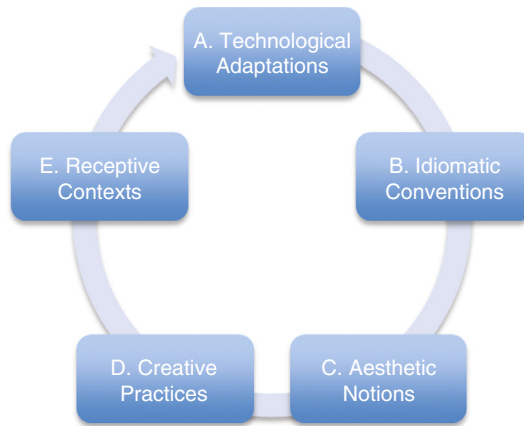 A. Technological
Adaptations
B. Idiomatic
Conventions
C. Aesthetic
Notions
D. Creative
Practices
E. Receptive
Contexts